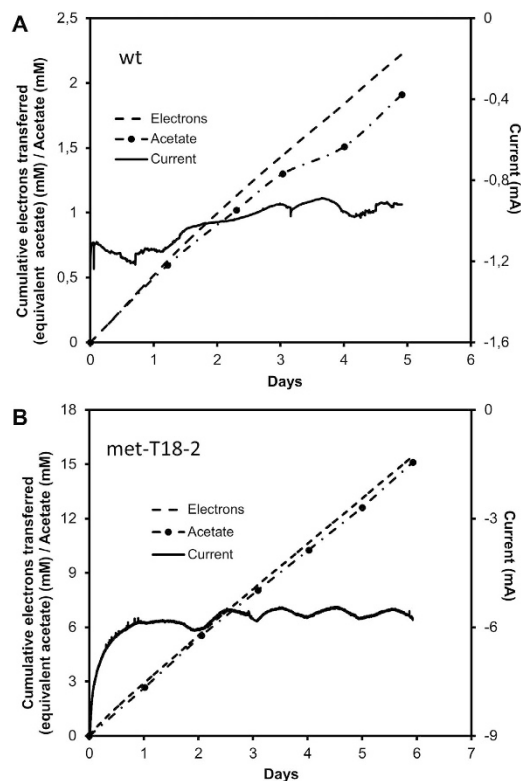 A
wt
Electrons
Acetate
Current
Cumulative electrons transferred
(equivalent acetate) (mM) / Acetate (mM)
2,5
2
1,5
1
0,5
0
0
-0,4
-0,8
-1,2
-1,6
Current (mA)
0 1 2 3 4 5 6
Days
B
met-T18-2
Electrons
Acetate
Current
Cumulative electrons transferred
(equivalent acetate) (mM) / Acetate (mM)
18
15
12
9
6
3
0
0
-3
-6
-9
Current (mA)
0 1 2 3 4 5 6 7
Days